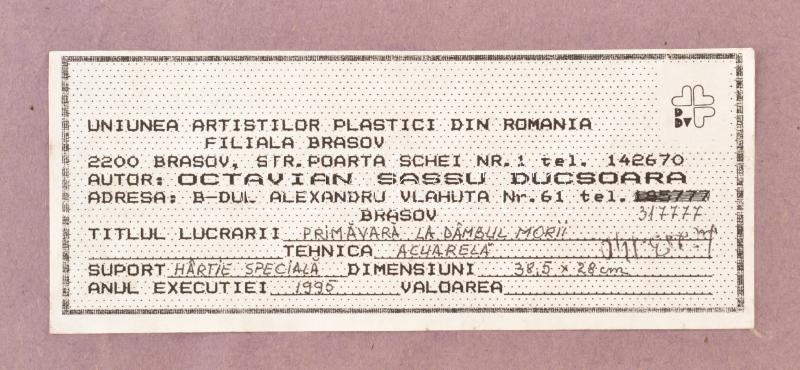 UNIUNEA ARTISTILOR PLASTICI DIN ROMANIA
FILIALA BRASOV
2200 BRASOV, STR.POARTA SCHEI NR.1 tel. 142670
AUTOR: OCTAVIAN SASSU DUCSOARA
ADRESA: B-DUL ALEXANDRU VLAHUTA Nr.61 tel.
BRASOV 317777
TITLUL LUCRARII PRIMĂVARĂ LA DÂMBUL MORII
TEHNICA ACUARELĂ
SUPORT HÂRTIE SPECIALĂ DIMENSIUNI 38,5 x 28 cm
ANUL EXECUTIEI 1995 VALOAREA